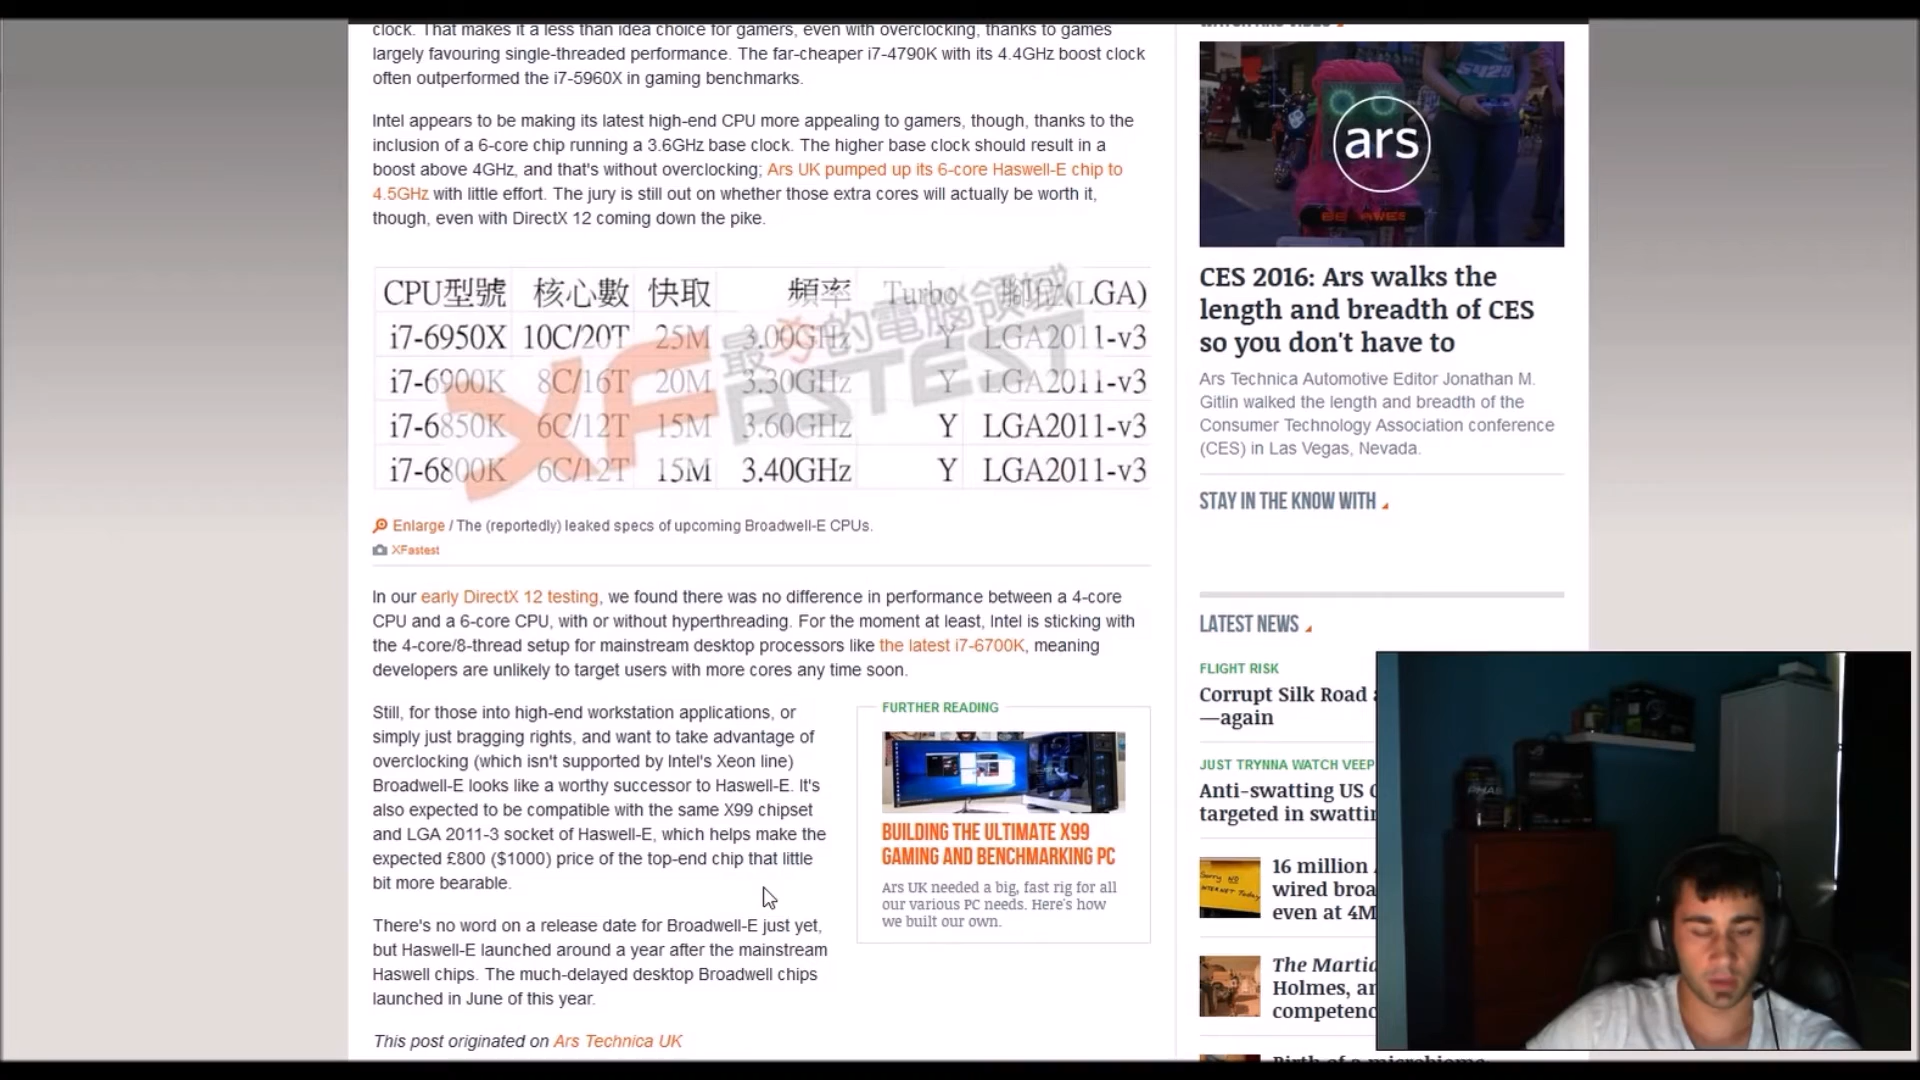 clock. That makes it a less than idea choice for gamers, even with overclocking, thanks to games
largely favouring single-threaded performance. The far-cheaper i7-4790K with its 4.4GHz boost clock
often outperformed the i7-5960X in gaming benchmarks.
Intel appears to be making its latest high-end CPU more appealing to gamers, though, thanks to the
inclusion of a 6-core chip running a 3.6GHz base clock. The higher base clock should result in a
boost above 4GHz, and that's without overclocking; Ars UK pumped up its 6-core Haswell-E chip to
4.5GHz with little effort. The jury is still out on whether those extra cores will actually be worth it,
though, even with DirectX 12 coming down the pike.
CPU型號 核心數 快取 頻率 Turbo 腳位(LGA)
i7-6950X 10C/20T 25M 3.00GHz Y LGA2011-v3
i7-6900K 8C/16T 20M 3.30GHz Y LGA2011-v3
i7-6850K 6C/12T 15M 3.60GHz Y LGA2011-v3
i7-6800K 6C/12T 15M 3.40GHz Y LGA2011-v3
XFASTEST
Enlarge / The (reportedly) leaked specs of upcoming Broadwell-E CPUs.
XFastest
In our early DirectX 12 testing, we found there was no difference in performance between a 4-core
CPU and a 6-core CPU, with or without hyperthreading. For the moment at least, Intel is sticking with
the 4-core/8-thread setup for mainstream desktop processors like the latest i7-6700K, meaning
developers are unlikely to target users with more cores any time soon.
Still, for those into high-end workstation applications, or
simply just bragging rights, and want to take advantage of
overclocking (which isn't supported by Intel's Xeon line)
Broadwell-E looks like a worthy successor to Haswell-E. It's
also expected to be compatible with the same X99 chipset
and LGA 2011-3 socket of Haswell-E, which helps make the
expected £800 ($1000) price of the top-end chip that little
bit more bearable.
There's no word on a release date for Broadwell-E just yet,
but Haswell-E launched around a year after the mainstream
Haswell chips. The much-delayed desktop Broadwell chips
launched in June of this year.
This post originated on Ars Technica UK
FURTHER READING
BUILDING THE ULTIMATE X99
GAMING AND BENCHMARKING PC
Ars UK needed a big, fast rig for all
our various PC needs. Here's how
we built our own.
ars
CES 2016: Ars walks the
length and breadth of CES
so you don't have to
Ars Technica Automotive Editor Jonathan M.
Gitlin walked the length and breadth of the
Consumer Technology Association conference
(CES) in Las Vegas, Nevada.
STAY IN THE KNOW WITH
LATEST NEWS
FLIGHT RISK
Corrupt Silk Road
—again
JUST TRYNNA WATCH VEEP
Anti-swatting US
targeted in swatti
16 million
wired broa
even at 4M
The Martia
Holmes, a
competenc